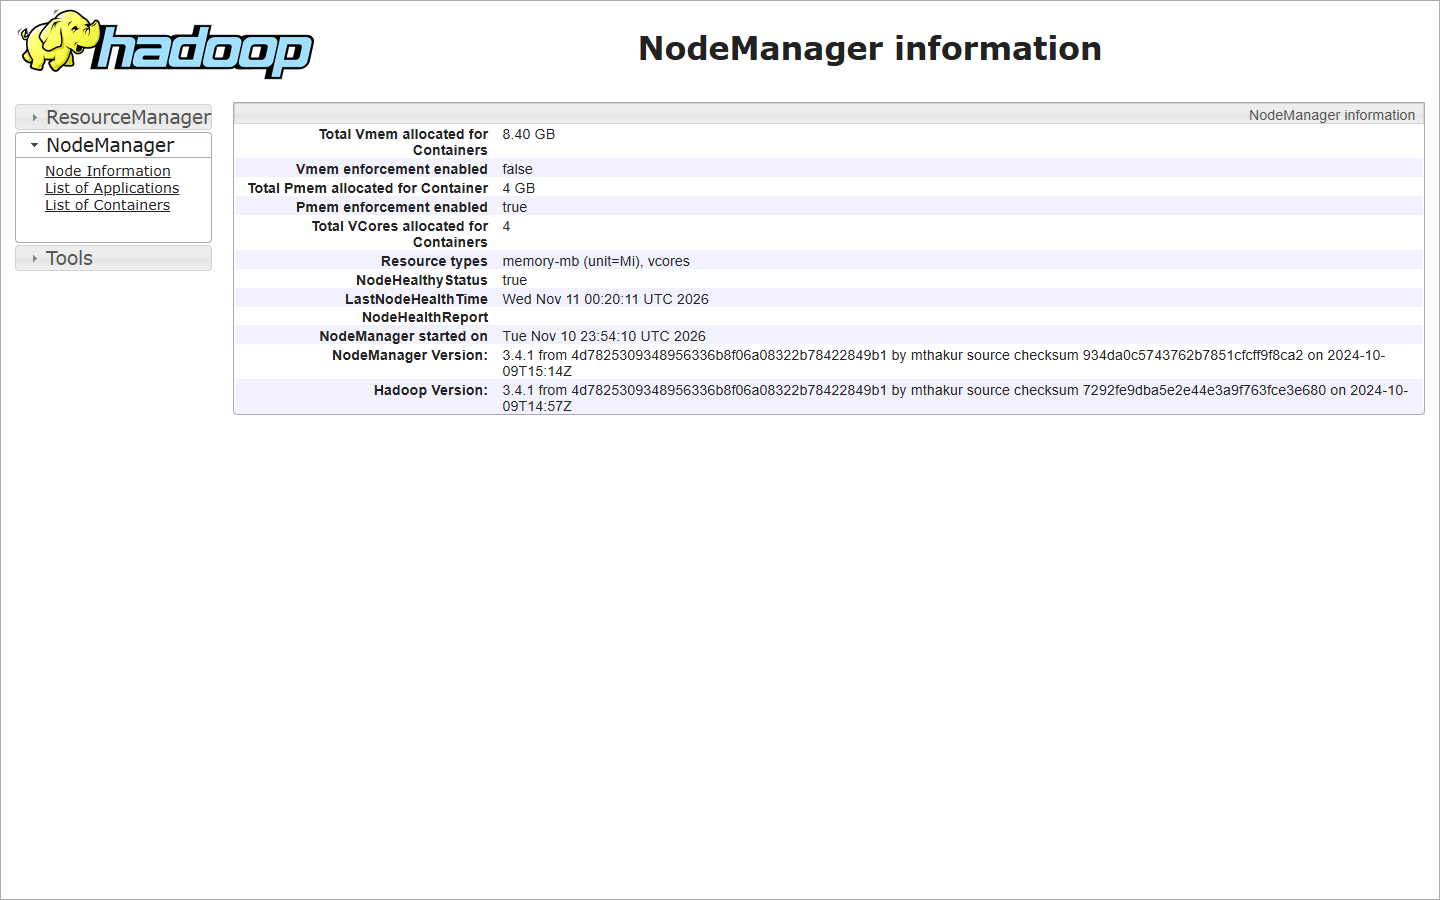 hadoop
NodeManager information
ResourceManager
NodeManager
Node Information
List of Applications
List of Containers
Tools
NodeManager information
Total Vmem allocated for
Containers
8.40 GB
Vmem enforcement enabled
false
Total Pmem allocated for Container
4 GB
Pmem enforcement enabled
true
Total VCores allocated for
Containers
4
Resource types
memory-mb (unit=Mi), vcores
NodeHealthyStatus
true
LastNodeHealthTime
Wed Nov 11 00:20:11 UTC 2026
NodeHealthReport
NodeManager started on
Tue Nov 10 23:54:10 UTC 2026
NodeManager Version:
3.4.1 from 4d7825309348956336b8f06a08322b78422849b1 by mthakur source checksum 934da0c5743762b7851cfcff9f8ca2 on 2024-10-
09T15:14Z
Hadoop Version:
3.4.1 from 4d7825309348956336b8f06a08322b78422849b1 by mthakur source checksum 7292fe9dba5e2e44e3a9f763fce3e680 on 2024-10-
09T14:57Z